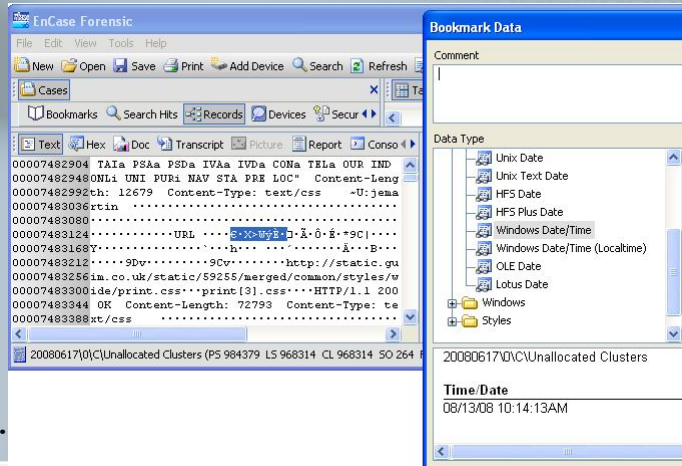 EnCase Forensic
File Edit View Tools Help
New Open Save Print Add Device Search Refresh
Cases
Bookmarks Search Hits Records Devices Secur
Text Hex Doc Transcript Picture Report Conso
00007482904 TAIa PSAa PSDa IVAa IVDa CONa TELa OUR IND
00007482948 ONLi UNI PURi NAV STA PRE LOC" Content-Leng
00007482992 th: 12679 Content-Type: text/css ~U:jema
00007483036 rtin
00007483080
00007483124 URL
00007483168
00007483212 9Dv 9Cv http://static.gu
00007483256 im.co.uk/static/59255/merged/common/styles/w
00007483300 ide/print.css···print[3].css····HTTP/1.1 200
00007483344 OK Content-Length: 72793 Content-Type: te
00007483388 xt/css
20080617\0\C\Unallocated Clusters (PS 984379 LS 968314 CL 968314 SO 264
Bookmark Data
Comment
Data Type
Unix Date
Unix Text Date
HFS Date
HFS Plus Date
Windows Date/Time
Windows Date/Time (Localtime)
OLE Date
Lotus Date
Windows
Styles
20080617\0\C\Unallocated Clusters
Time/Date
08/13/08 10:14:13AM